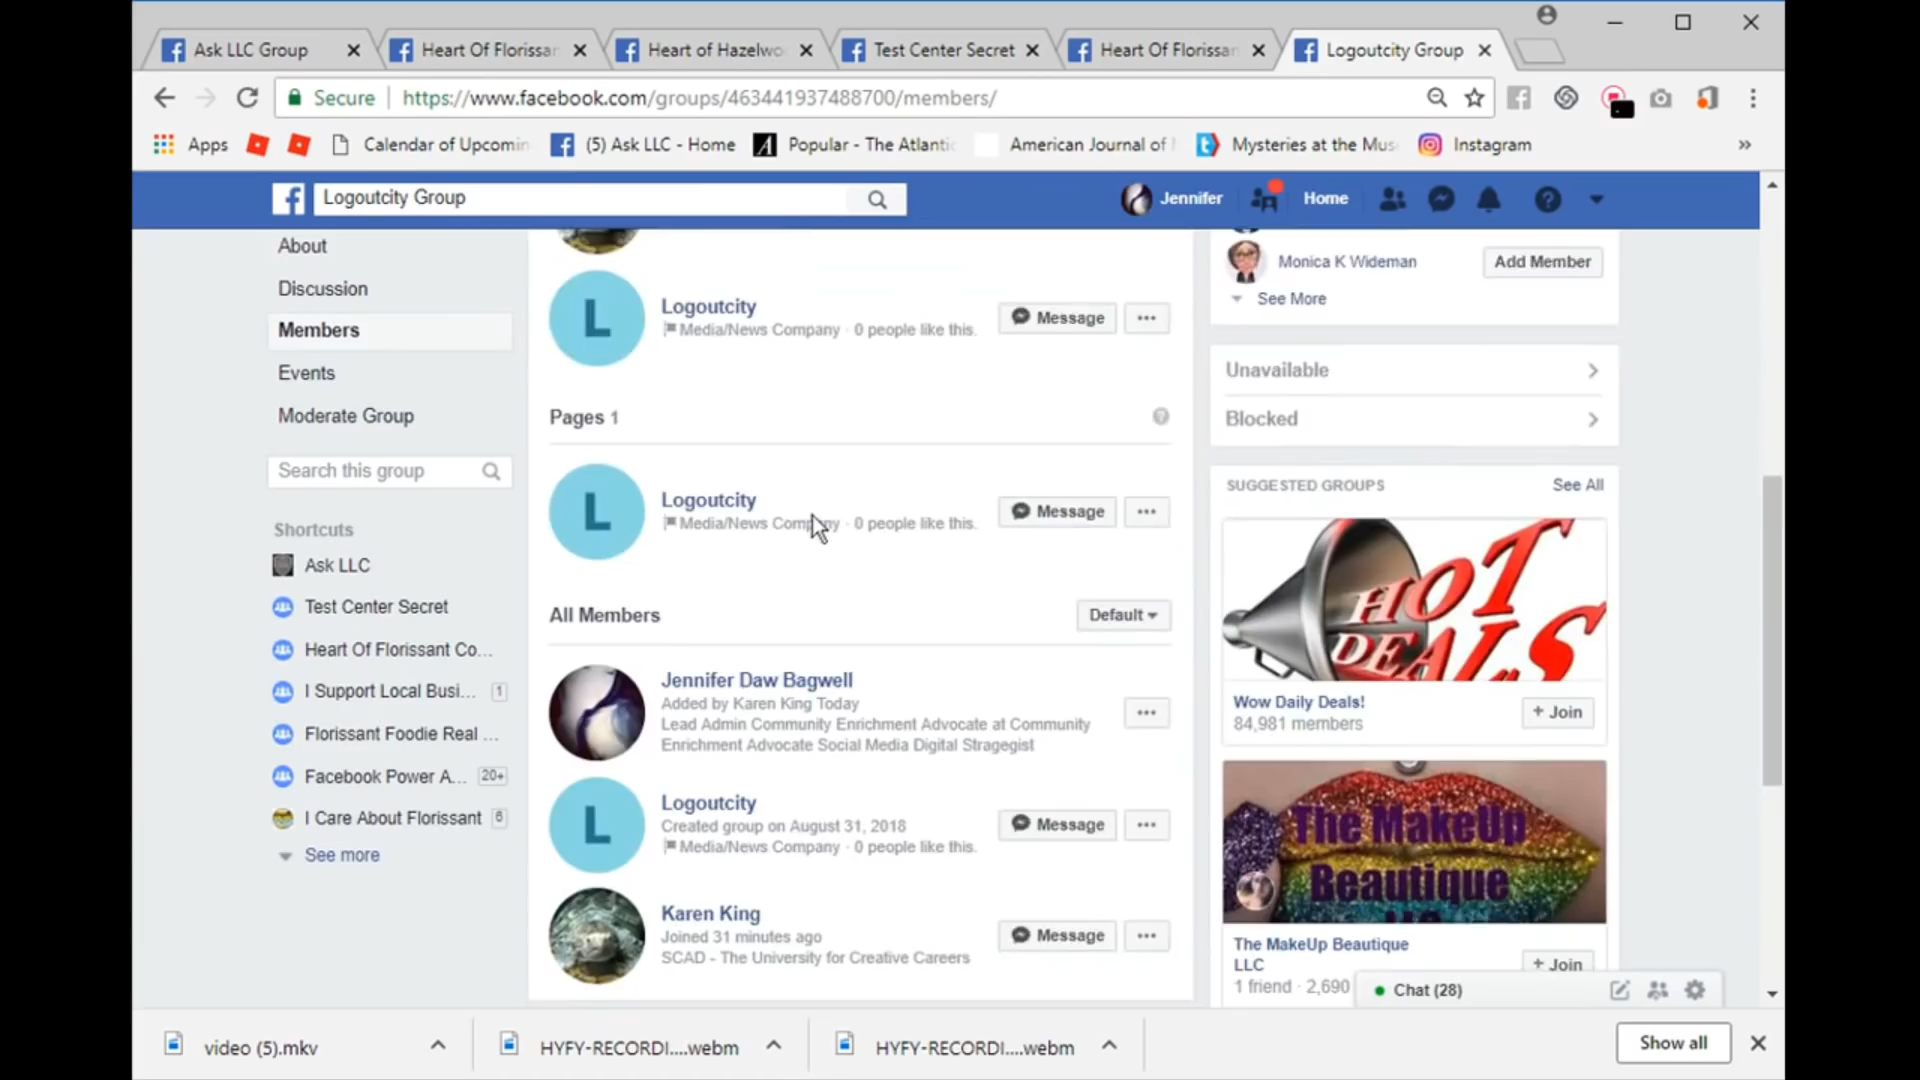 Ask LLC Group
Heart Of Florissan
Heart of Hazelwo
Test Center Secret
Heart Of Florissan
Logoutcity Group
Secure
https://www.facebook.com/groups/463441937488700/members/
Apps
Calendar of Upcomin
(5) Ask LLC - Home
Popular - The Atlantic
American Journal of
Mysteries at the Mus
Instagram
»
Logoutcity Group
Jennifer
Home
About
Discussion
Members
Events
Moderate Group
Search this group
Shortcuts
Ask LLC
Test Center Secret
Heart Of Florissant Co...
I Support Local Busi... 1
Florissant Foodie Real ...
Facebook Power A... 20+
I Care About Florissant 6
See more
L
Logoutcity
Media/News Company · 0 people like this.
Message
Pages 1
L
Logoutcity
Media/News Company · 0 people like this.
Message
All Members
Default
Jennifer Daw Bagwell
Added by Karen King Today
Lead Admin Community Enrichment Advocate at Community
Enrichment Advocate Social Media Digital Stragegist
L
Logoutcity
Created group on August 31, 2018
Media/News Company · 0 people like this.
Message
Karen King
Joined 31 minutes ago
SCAD - The University for Creative Careers
Message
Monica K Wideman
Add Member
See More
Unavailable
Blocked
SUGGESTED GROUPS
See All
HOT
DEALS
Wow Daily Deals!
84,981 members
+ Join
The MakeUp
Beautique
The MakeUp Beautique
LLC
1 friend · 2,690
+ Join
Chat (28)
video (5).mkv
HYFY-RECORDI....webm
HYFY-RECORDI....webm
Show all